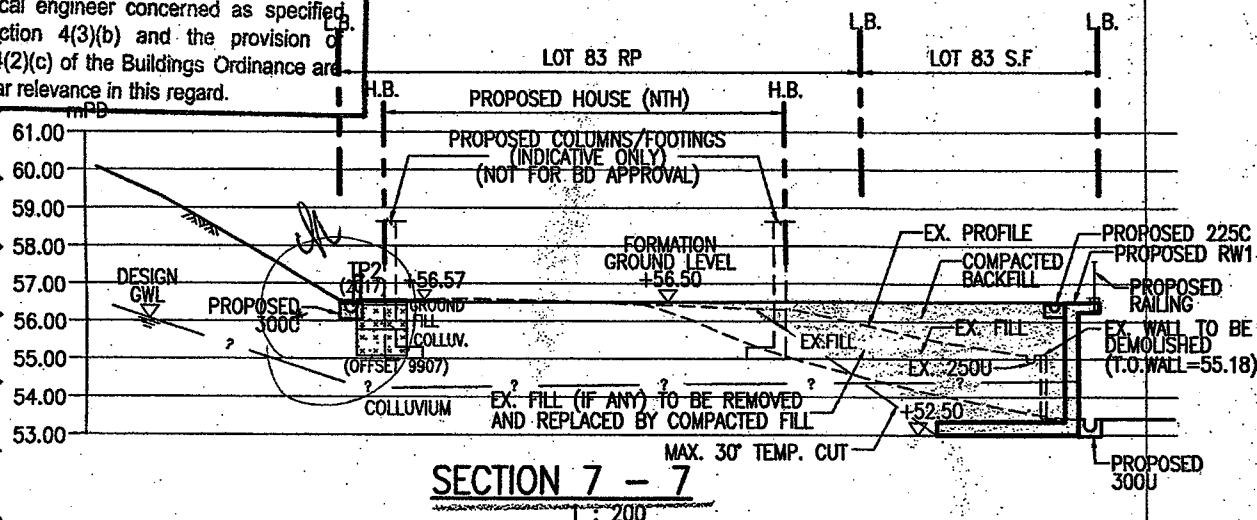 cal engineer concerned as specified
ction 4(3)(b) and the provision of
4(2)(c) of the Buildings Ordinance are
ar relevance in this regard.
L.B.
L.B.
L.B.
LOT 83 RP
LOT 83 S.F
H.B.
H.B.
PROPOSED HOUSE (NTH)
mPD
61.00
60.00
59.00
58.00
57.00
56.00
55.00
54.00
53.00
PROPOSED COLUMNS/FOOTINGS
(INDICATIVE ONLY)
(NOT FOR BD APPROVAL)
DESIGN
GWL
PROPOSED
300C
TP2
(2017)
+56.57
GROUND
FILL
COLLUV.
(OFFSET 9907)
FORMATION
GROUND LEVEL
+56.50
EX. PROFILE
COMPACTED
BACKFILL
PROPOSED 225C
PROPOSED RW1
PROPOSED
RAILING
EX. FILL
EX.FILL
EX. 250U
EX. WALL TO BE
DEMOLISHED
(T.O.WALL=55.18)
? ? ? ? ? ?
COLLUVIUM
EX. FILL (IF ANY) TO BE REMOVED
AND REPLACED BY COMPACTED FILL
+52.50
MAX. 30° TEMP. CUT
PROPOSED
300U
SECTION 7 - 7
1 : 200